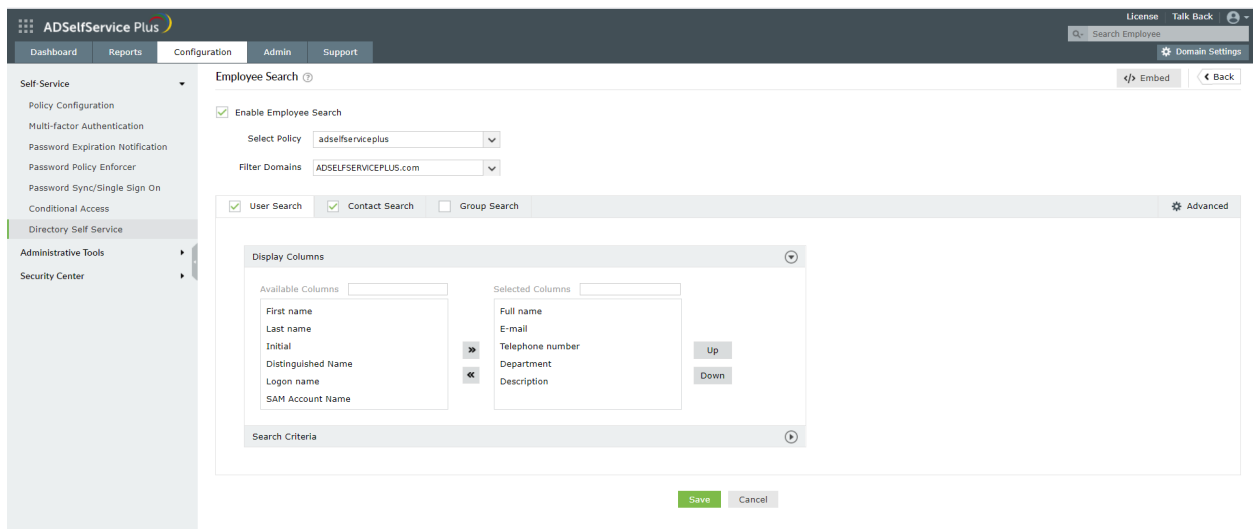 License | Talk Back
ADSelfService Plus
Search Employee
Dashboard Reports Configuration Admin Support
Domain Settings
Self-Service
Policy Configuration
Multi-factor Authentication
Password Expiration Notification
Password Policy Enforcer
Password Sync/Single Sign On
Conditional Access
Directory Self Service
Administrative Tools
Security Center
Employee Search ?
</> Embed
Back
Enable Employee Search
Select Policy adselfserviceplus
Filter Domains ADSELFSERVICEPLUS.com
User Search Contact Search Group Search
Advanced
Display Columns
Available Columns
First name
Last name
Initial
Distinguished Name
Logon name
SAM Account Name
Selected Columns
Full name
E-mail
Telephone number
Department
Description
Up
Down
Search Criteria
Save Cancel